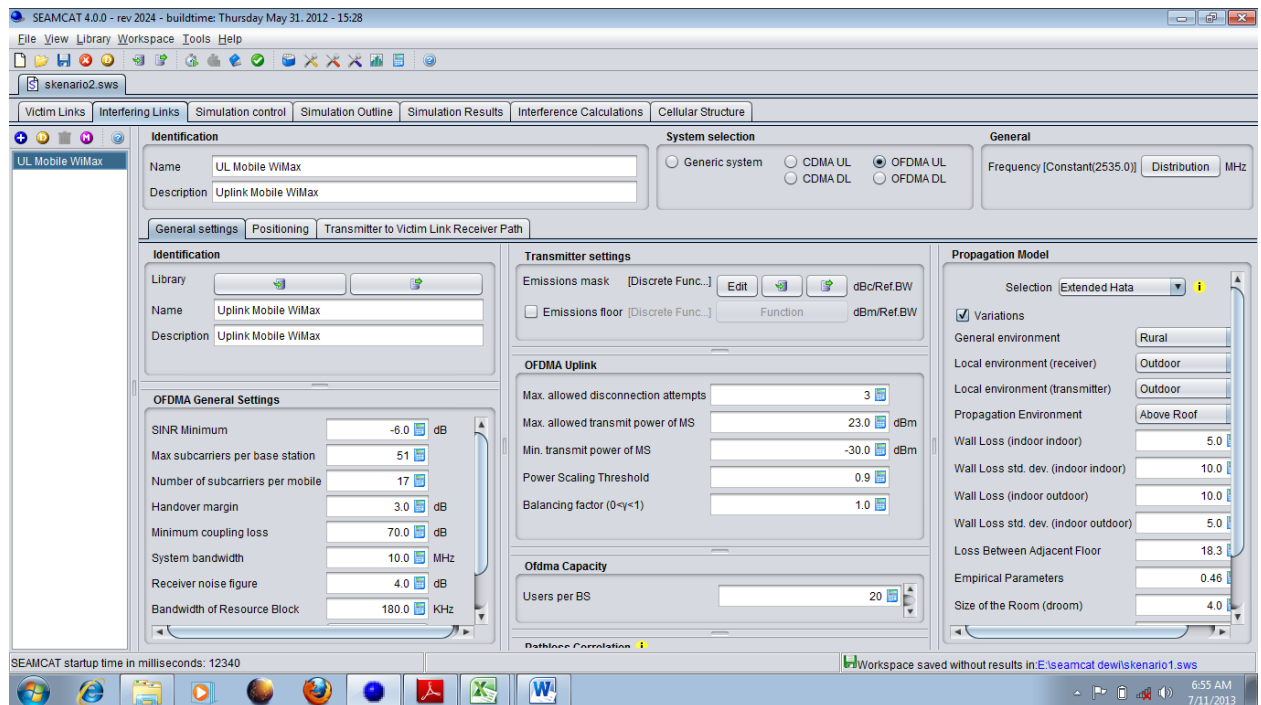 SEAMCAT 4.0.0 - rev 2024 - buildtime: Thursday May 31. 2012 - 15:28
File View Library Workspace Tools Help
skenario2.sws
Victim Links Interfering Links Simulation control Simulation Outline Simulation Results Interference Calculations Cellular Structure
UL Mobile WiMax
Identification
Name UL Mobile WiMax
Description Uplink Mobile WiMax
System selection
Generic system CDMA UL OFDMA UL
CDMA DL OFDMA DL
General
Frequency [Constant(2535.0)] Distribution MHz
General settings Positioning Transmitter to Victim Link Receiver Path
Identification
Library
Name Uplink Mobile WiMax
Description Uplink Mobile WiMax
OFDMA General Settings
SINR Minimum -6.0 dB
Max subcarriers per base station 51
Number of subcarriers per mobile 17
Handover margin 3.0 dB
Minimum coupling loss 70.0 dB
System bandwidth 10.0 MHz
Receiver noise figure 4.0 dB
Bandwidth of Resource Block 180.0 KHz
Transmitter settings
Emissions mask [Discrete Func...] Edit dBc/Ref.BW
Emissions floor [Discrete Func...] Function dBm/Ref.BW
OFDMA Uplink
Max. allowed disconnection attempts 3
Max. allowed transmit power of MS 23.0 dBm
Min. transmit power of MS -30.0 dBm
Power Scaling Threshold 0.9
Balancing factor (0<γ<1) 1.0
Ofdma Capacity
Users per BS 20
Pathloss Correlation i
Propagation Model
Selection Extended Hata i
Variations
General environment Rural
Local environment (receiver) Outdoor
Local environment (transmitter) Outdoor
Propagation Environment Above Roof
Wall Loss (indoor indoor) 5.0
Wall Loss std. dev. (indoor indoor) 10.0
Wall Loss (indoor outdoor) 10.0
Wall Loss std. dev. (indoor outdoor) 5.0
Loss Between Adjacent Floor 18.3
Empirical Parameters 0.46
Size of the Room (droom) 4.0
SEAMCAT startup time in milliseconds: 12340
Workspace saved without results in:E:\seamcat dewi\skenario1.sws
6:55 AM
7/11/2013